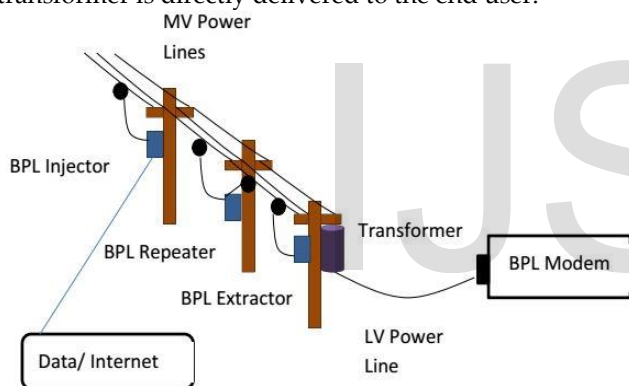 transformer is directly delivered to the end user.
MV Power
Lines
BPL Injector
BPL Repeater
Transformer
BPL Modem
BPL Extractor
LV Power
Line
Data/ Internet
IJS